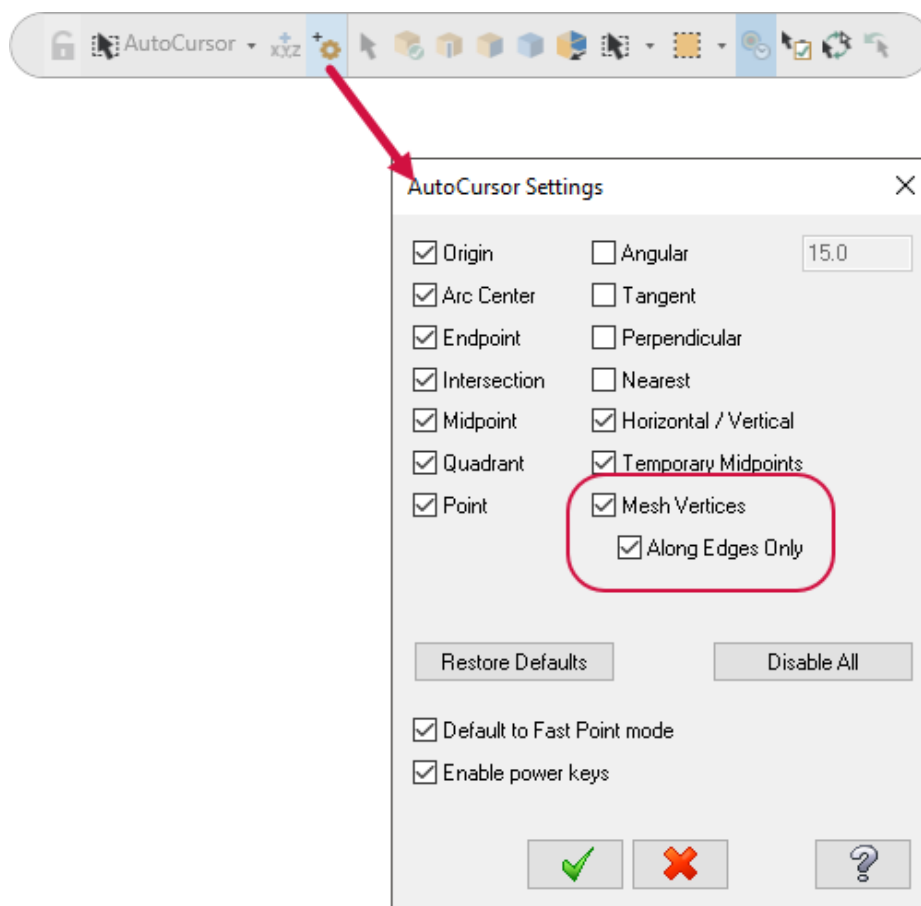 AutoCursor
XYZ
AutoCursor Settings
Origin
Angular
15.0
Arc Center
Tangent
Endpoint
Perpendicular
Intersection
Nearest
Midpoint
Horizontal / Vertical
Quadrant
Temporary Midpoints
Point
Mesh Vertices
Along Edges Only
Restore Defaults
Disable All
Default to Fast Point mode
Enable power keys
?